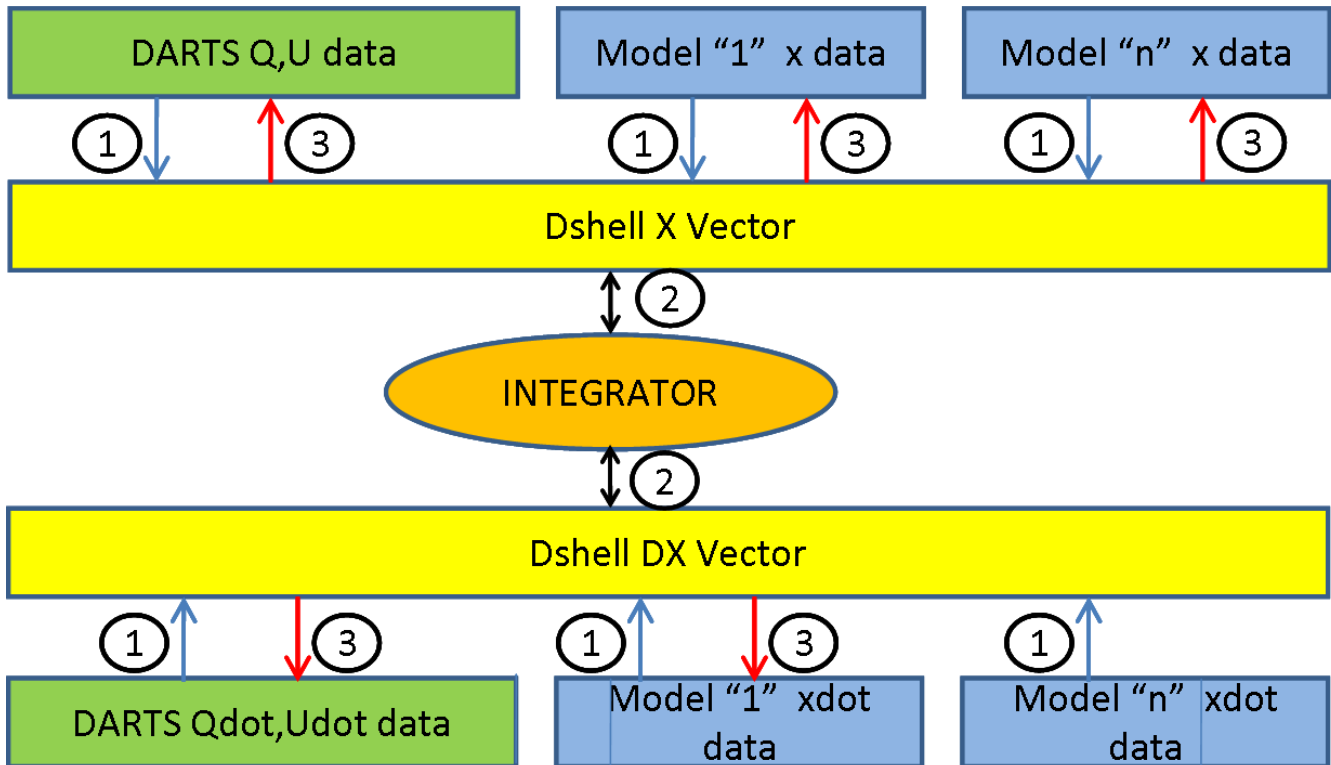 DARTS Q,U data
Model “1” x data
Model “n” x data
1
3
1
3
1
3
Dshell X Vector
2
INTEGRATOR
2
Dshell DX Vector
1
3
1
3
1
DARTS Qdot,Udot data
Model “1” xdot
data
Model “n” xdot
data